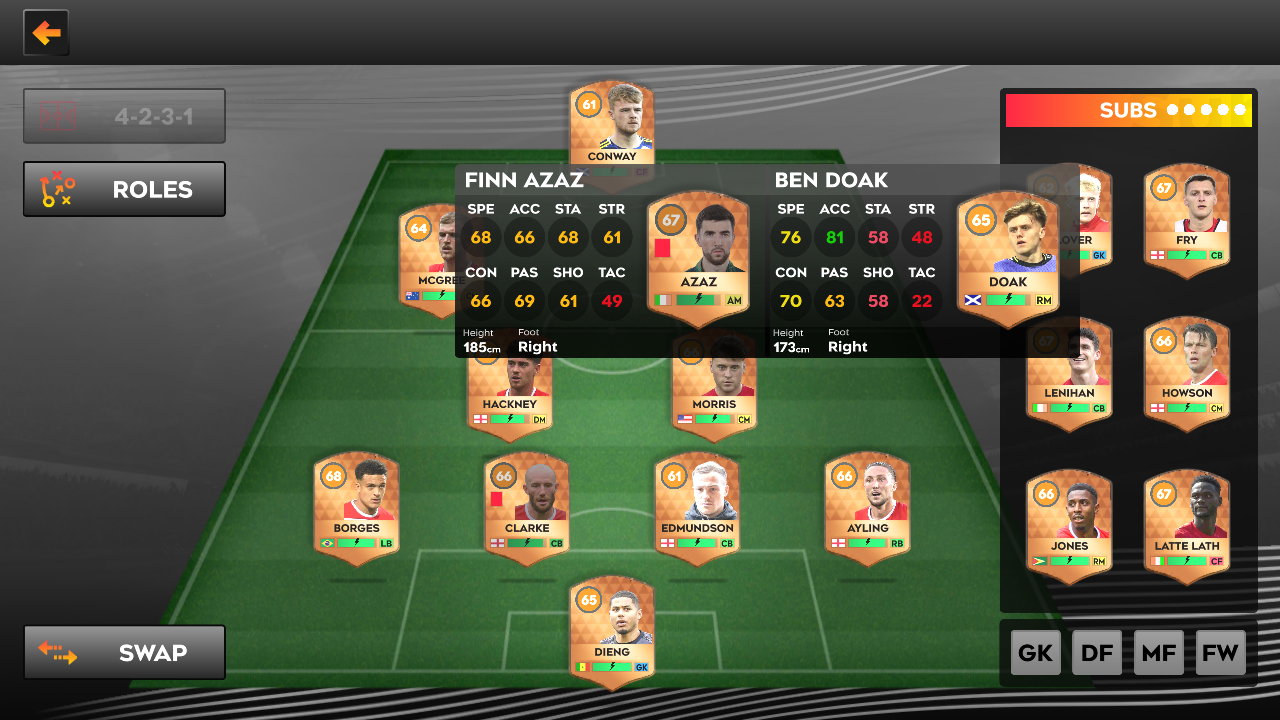 61
SUBS
CONWAY
CF
4-2-3-1
ROLES
FINN AZAZ
BEN DOAK
SPE ACC STA STR
68 66 68 61
CON PAS SHO TAC
66 69 61 49
Height Foot
185cm Right
67
AZAZ
AM
SPE ACC STA STR
76 81 58 48
CON PAS SHO TAC
70 63 58 22
Height Foot
173cm Right
65
DOAK
RM
64
62
GK
67
FRY
CB
HACKNEY
DM
MORRIS
CM
67
LENIHAN
CB
66
HOWSON
CM
68
BORGES
LB
66
CLARKE
CB
61
EDMUNDSON
CB
66
AYLING
RB
66
JONES
RM
67
LATTE LATH
CF
65
DIENG
GK
SWAP
GK DF MF FW